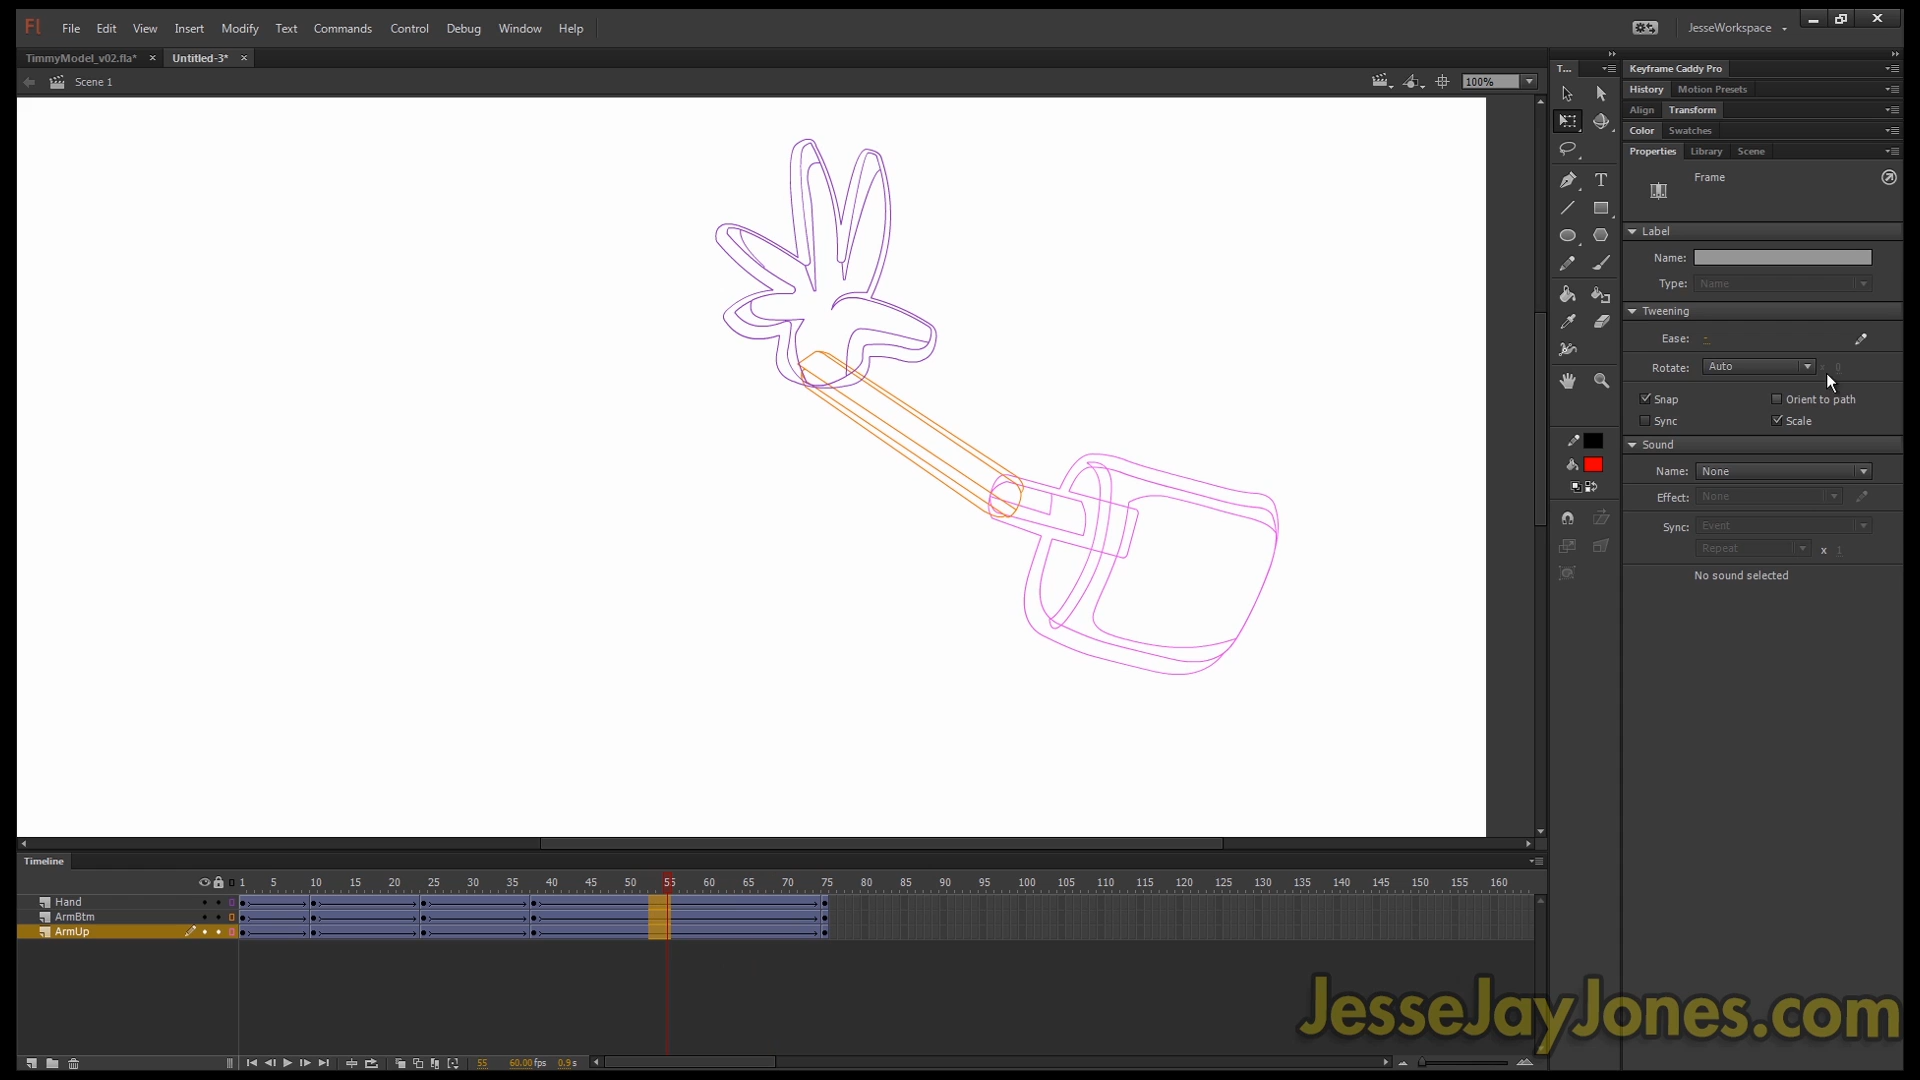 Fl File Edit View Insert Modify Text Commands Control Debug Window Help JesseWorkspace
TimmyModel_v02.fla* × Untitled-3* ×
T... Keyframe Caddy Pro
Scene 1 100%
History Motion Presets
Align Transform
Color Swatches
Properties Library Scene
Frame
Label
Name:
Type: Name
Tweening
Ease: -
Rotate: Auto
Snap Orient to path
Sync Scale
Sound
Name: None
Effect: None
Sync: Event
Repeat x 1
No sound selected
Timeline
1 5 10 15 20 25 30 35 40 45 50 55 60 65 70 75 80 85 90 95 100 105 110 115 120 125 130 135 140 145 150 155 160
Hand
ArmBtm
ArmUp
JesseJayJones.com
55 60.00 fps 0.9 s